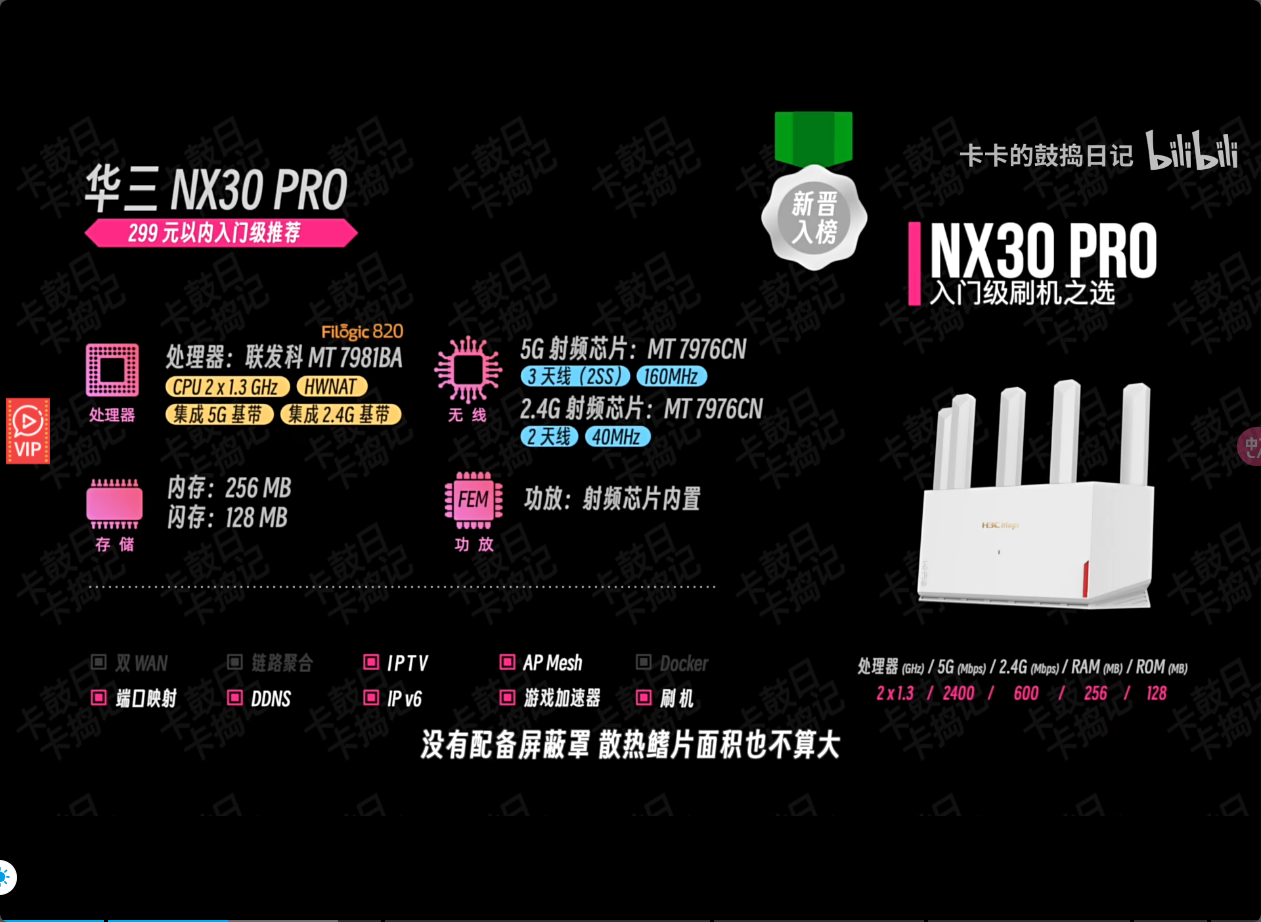 卡卡的鼓捣日记 bilibili
华三 NX30 PRO
299 元以内入门级推荐
新晋
入榜
NX30 PRO
入门级刷机之选
Filogic 820
处理器：联发科 MT 7981BA
CPU 2 x 1.3 GHz HWNAT
集成 5G 基带 集成 2.4G 基带
处理器
5G 射频芯片：MT 7976CN
3 天线（2SS） 160MHz
2.4G 射频芯片：MT 7976CN
2 天线 40MHz
无 线
VIP
内存：256 MB
闪存：128 MB
存 储
FEM
功放：射频芯片内置
功 放
H3C Magic
双 WAN 链路聚合 IPTV AP Mesh Docker
端口映射 DDNS IP v6 游戏加速器 刷 机
处理器 (GHz) / 5G (Mbps) / 2.4G (Mbps) / RAM (MB) / ROM (MB)
2 x 1.3 / 2400 / 600 / 256 / 128
没有配备屏蔽罩 散热鳍片面积也不算大